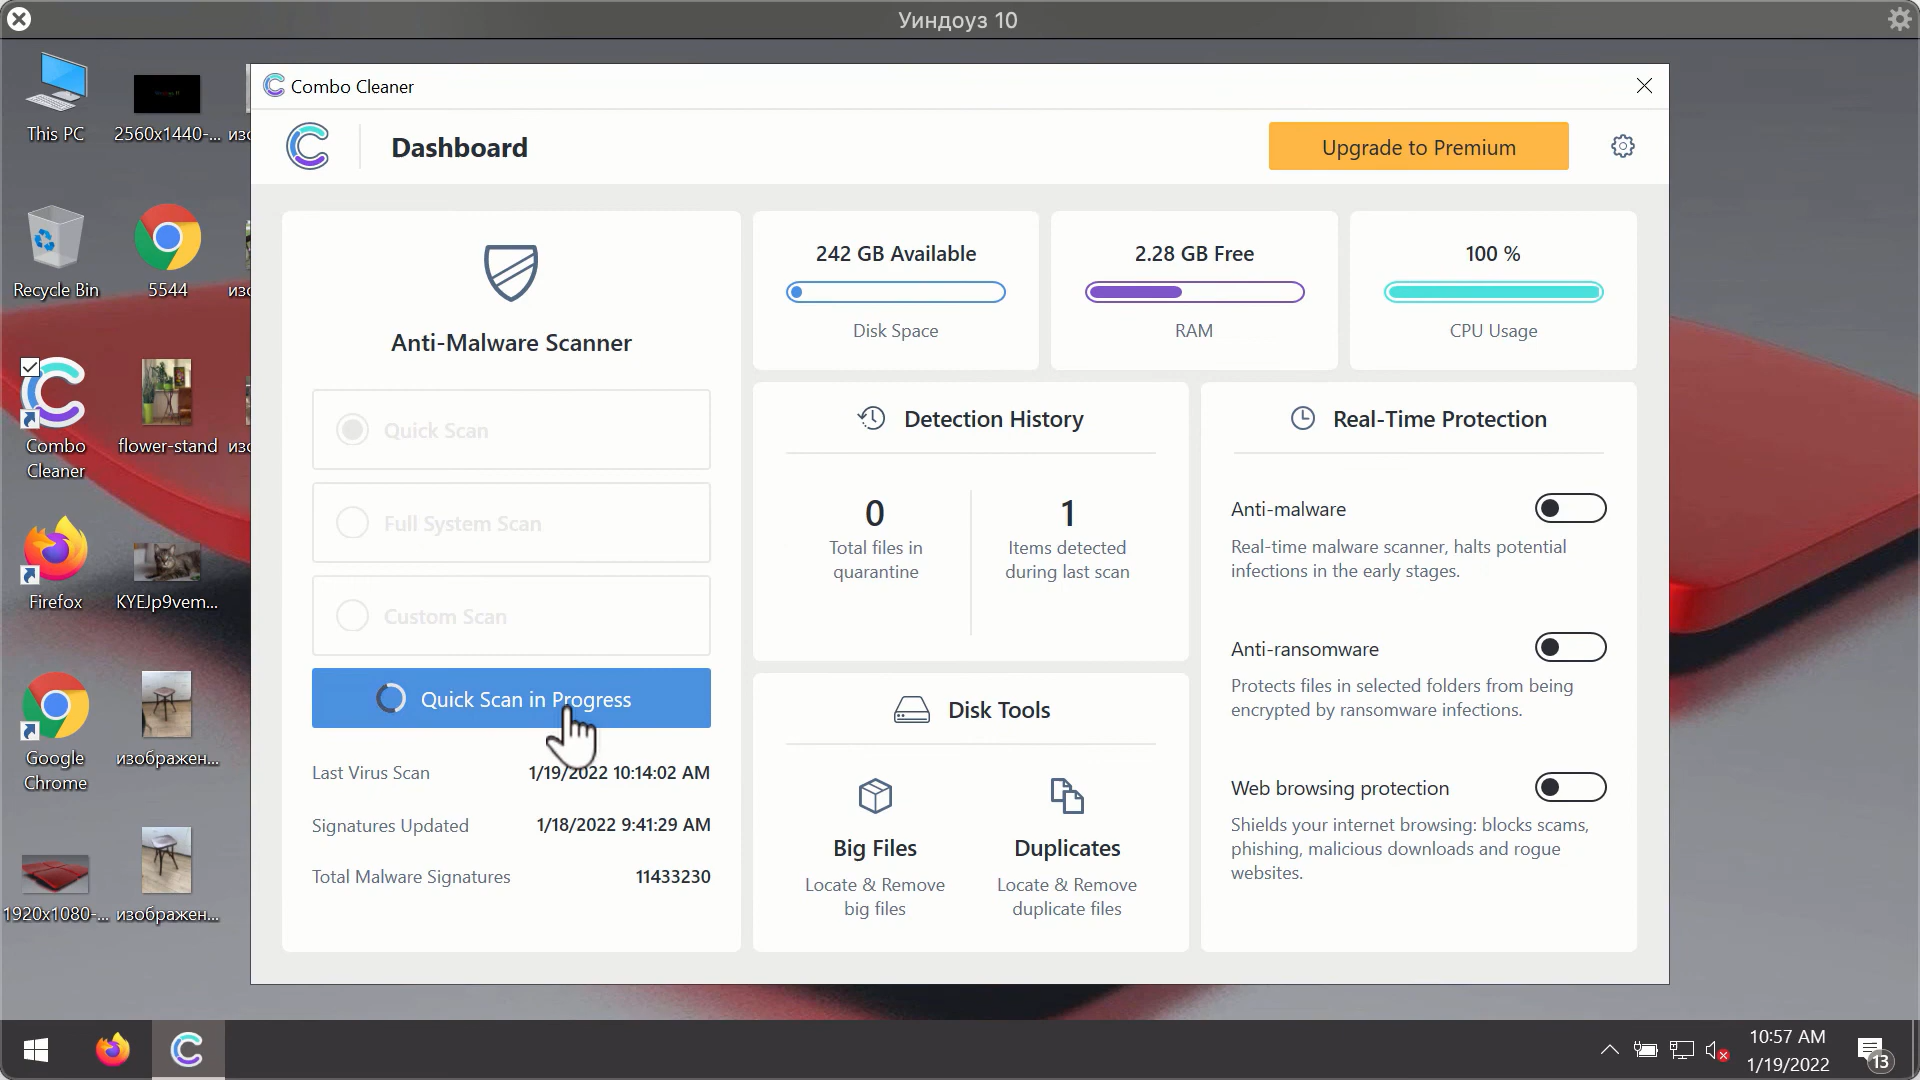 Уиндоуз 10
This PC
2560x1440-...
изо
Recycle Bin
5544
изо
Combo
Cleaner
flower-stand
изо
Firefox
KYEJp9vem...
Google
Chrome
изображен...
1920x1080-...
изображен...
Combo Cleaner
Dashboard
Upgrade to Premium
Anti-Malware Scanner
Quick Scan
Full System Scan
Custom Scan
Quick Scan in Progress
Last Virus Scan 1/19/2022 10:14:02 AM
Signatures Updated 1/18/2022 9:41:29 AM
Total Malware Signatures 11433230
242 GB Available
Disk Space
2.28 GB Free
RAM
100 %
CPU Usage
Detection History
0
Total files in
quarantine
1
Items detected
during last scan
Disk Tools
Big Files
Locate & Remove
big files
Duplicates
Locate & Remove
duplicate files
Real-Time Protection
Anti-malware
Real-time malware scanner, halts potential
infections in the early stages.
Anti-ransomware
Protects files in selected folders from being
encrypted by ransomware infections.
Web browsing protection
Shields your internet browsing: blocks scams,
phishing, malicious downloads and rogue
websites.
10:57 AM
1/19/2022
13